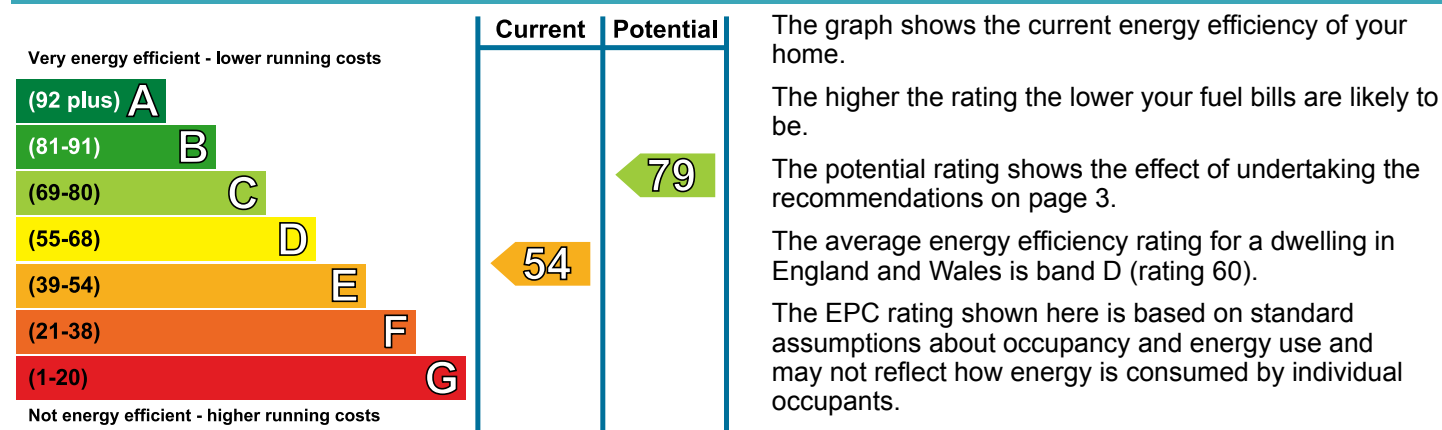 Current Potential
Very energy efficient - lower running costs
(92 plus) A
(81-91) B
(69-80) C
(55-68) D
(39-54) E
(21-38) F
(1-20) G
Not energy efficient - higher running costs
79
54
The graph shows the current energy efficiency of your
home.
The higher the rating the lower your fuel bills are likely to
be.
The potential rating shows the effect of undertaking the
recommendations on page 3.
The average energy efficiency rating for a dwelling in
England and Wales is band D (rating 60).
The EPC rating shown here is based on standard
assumptions about occupancy and energy use and
may not reflect how energy is consumed by individual
occupants.